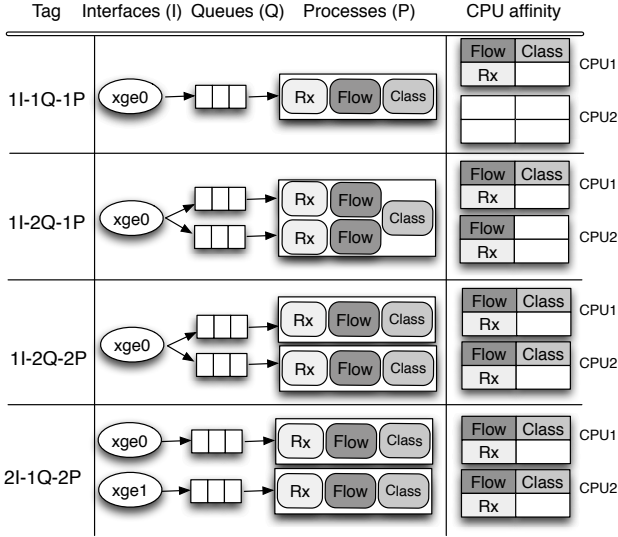 Tag Interfaces (I) Queues (Q) Processes (P) CPU affinity
1I-1Q-1P
xge0
Rx Flow Class
Flow Class
Rx
CPU1
CPU2
1I-2Q-1P
xge0
Rx Flow
Rx Flow
Class
Flow Class
Rx
CPU1
Flow
Rx
CPU2
1I-2Q-2P
xge0
Rx Flow Class
Rx Flow Class
Flow Class
Rx
CPU1
Flow Class
Rx
CPU2
2I-1Q-2P
xge0
Rx Flow Class
xge1
Rx Flow Class
Flow Class
Rx
CPU1
Flow Class
Rx
CPU2